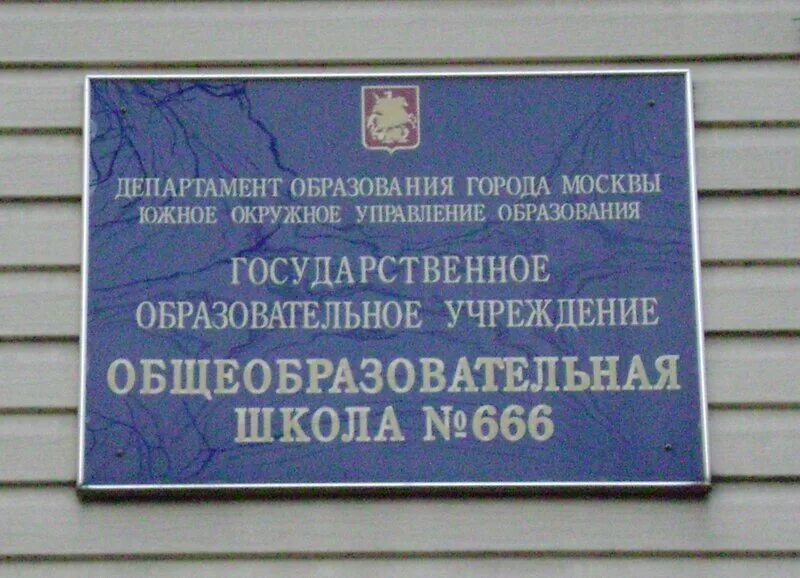 ДЕПАРТАМЕНТ ОБРАЗОВАНИЯ ГОРОДА МОСКВЫ
ЮЖНОЕ ОКРУЖНОЕ УПРАВЛЕНИЕ ОБРАЗОВАНИЯ
ГОСУДАРСТВЕННОЕ
ОБРАЗОВАТЕЛЬНОЕ УЧРЕЖДЕНИЕ
ОБЩЕОБРАЗОВАТЕЛЬНАЯ
ШКОЛА №666